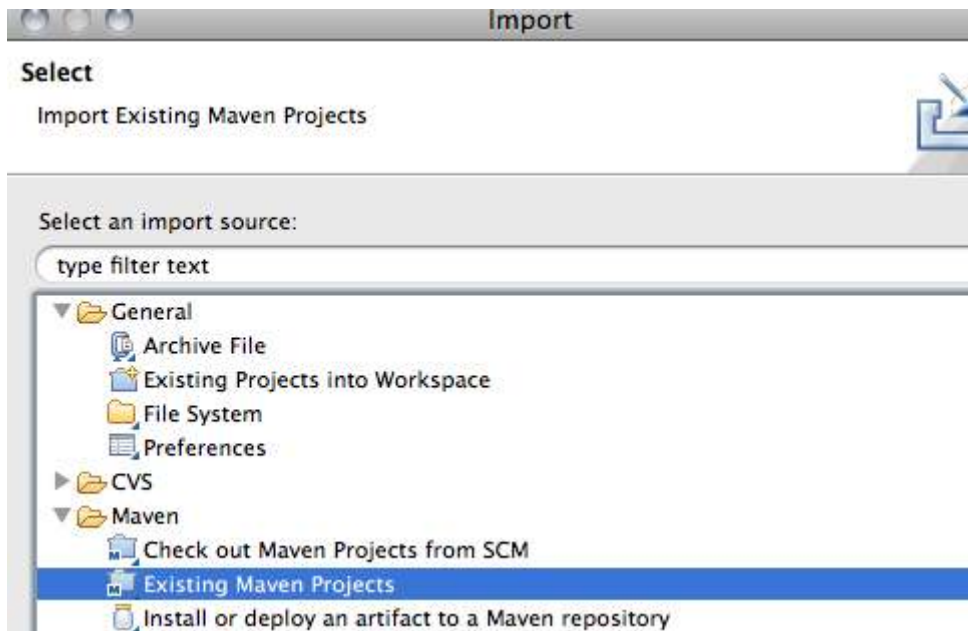 Import
Select
Import Existing Maven Projects
Select an import source:
type filter text
General
Archive File
Existing Projects into Workspace
File System
Preferences
CVS
Maven
Check out Maven Projects from SCM
Existing Maven Projects
Install or deploy an artifact to a Maven repository